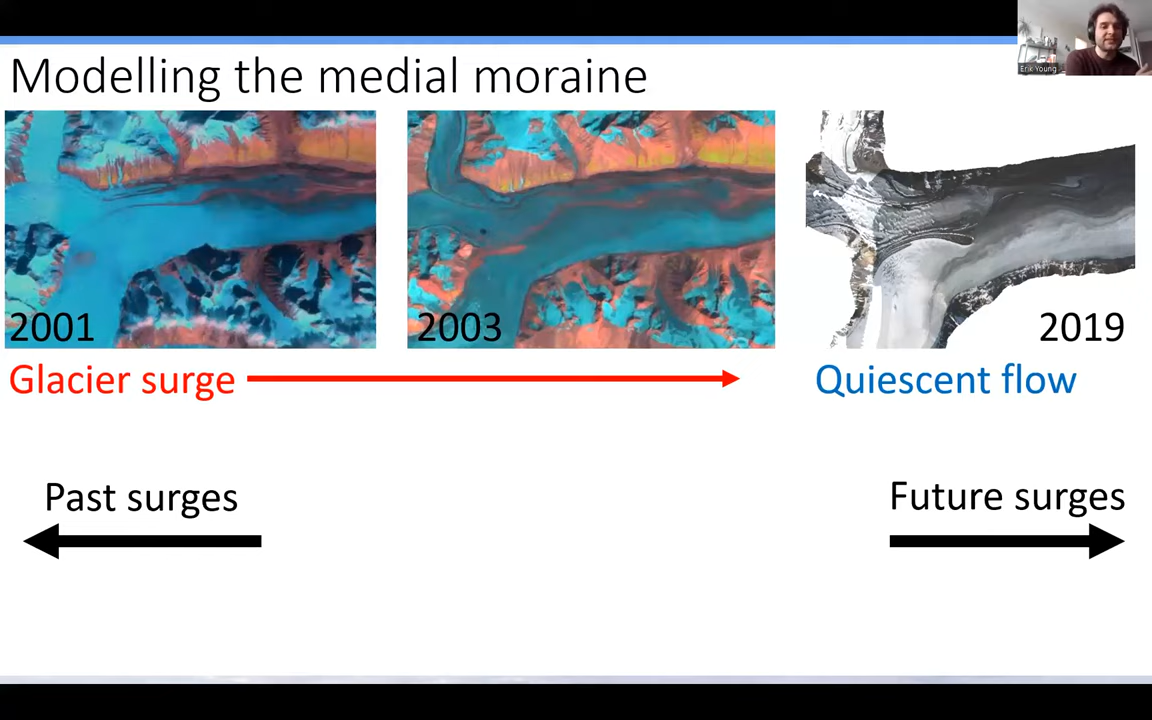 Erik Young
Modelling the medial moraine
2001
2003
2019
Glacier surge
Quiescent flow
Past surges
Future surges